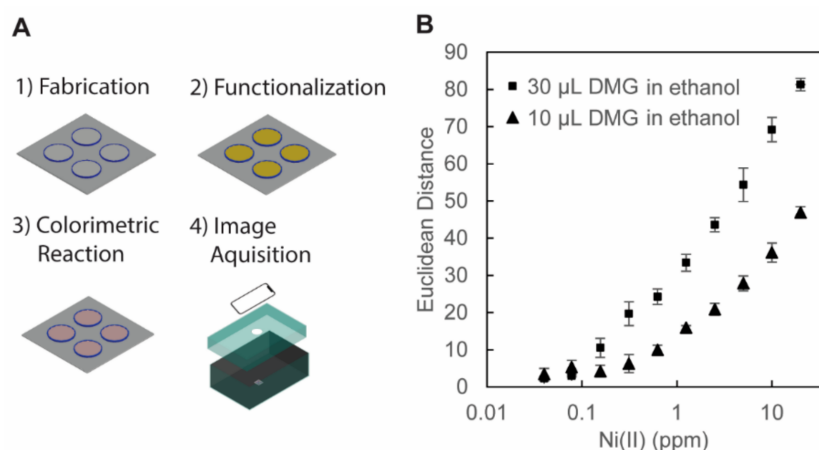 A
1) Fabrication
2) Functionalization
3) Colorimetric
Reaction
4) Image
Aquisition
B
90
80
70
60
50
40
30
20
10
0
Euclidean Distance
30 µL DMG in ethanol
10 µL DMG in ethanol
0.01
0.1
1
10
Ni(II) (ppm)